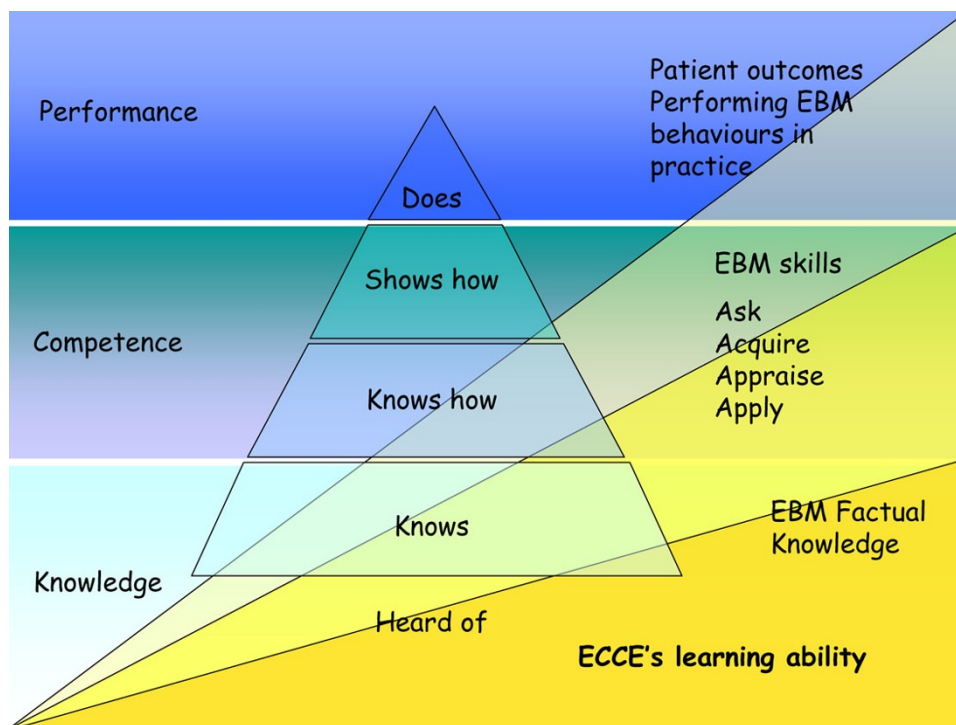 Patient outcomes
Performing EBM
behaviours in
practice
Performance
Does
EBM skills
Shows how
Ask
Competence
Acquire
Appraise
Knows how
Apply
EBM Factual
Knowledge
Knows
Knowledge
Heard of
ECCE's learning ability